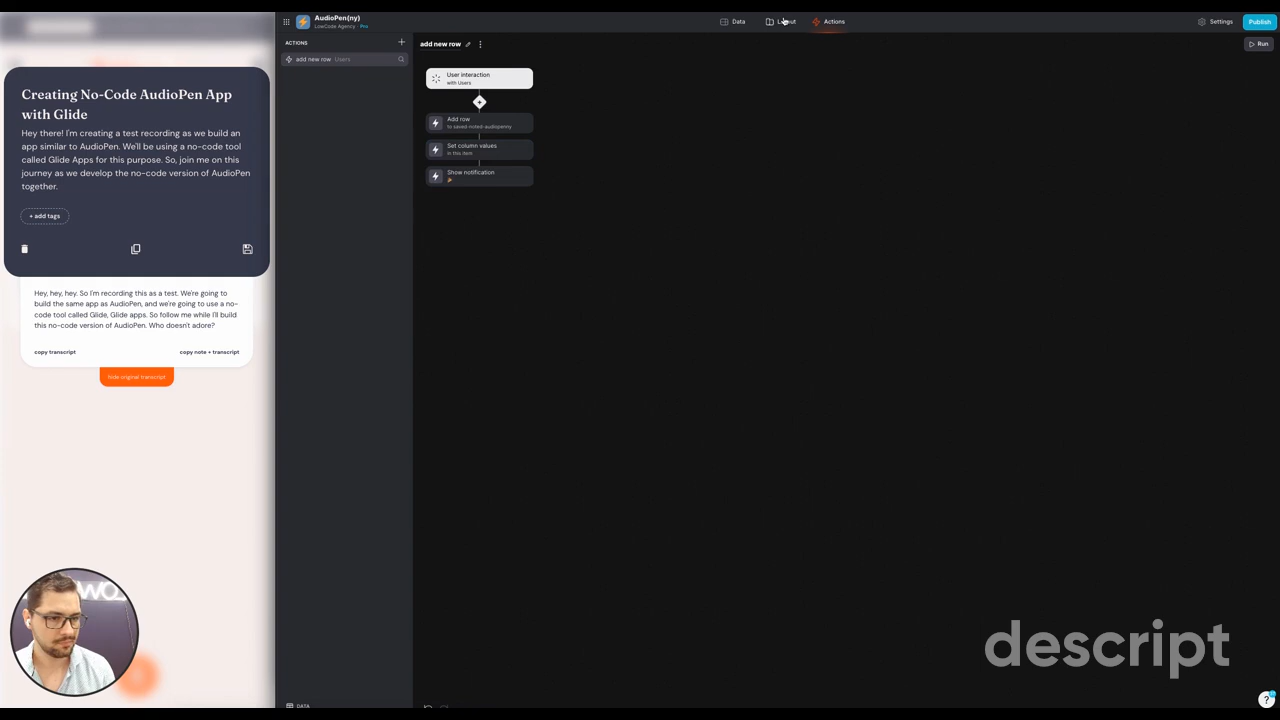 AudioPen(ny)
LowCode Agency · Pro
Data
Layout
Actions
Settings
Publish
ACTIONS
add new row Users
add new row
Run
User interaction
with Users
Add row
to saved-noted-audiopenny
Set column values
in this item
Show notification
Creating No-Code AudioPen App
with Glide
Hey there! I'm creating a test recording as we build an
app similar to AudioPen. We'll be using a no-code tool
called Glide Apps for this purpose. So, join me on this
journey as we develop the no-code version of AudioPen
together.
+ add tags
Hey, hey, hey. So I'm recording this as a test. We're going to
build the same app as AudioPen, and we're going to use a no-
code tool called Glide, Glide apps. So follow me while I'll build
this no-code version of AudioPen. Who doesn't adore?
copy transcript
copy note + transcript
hide original transcript
DATA
descript
?